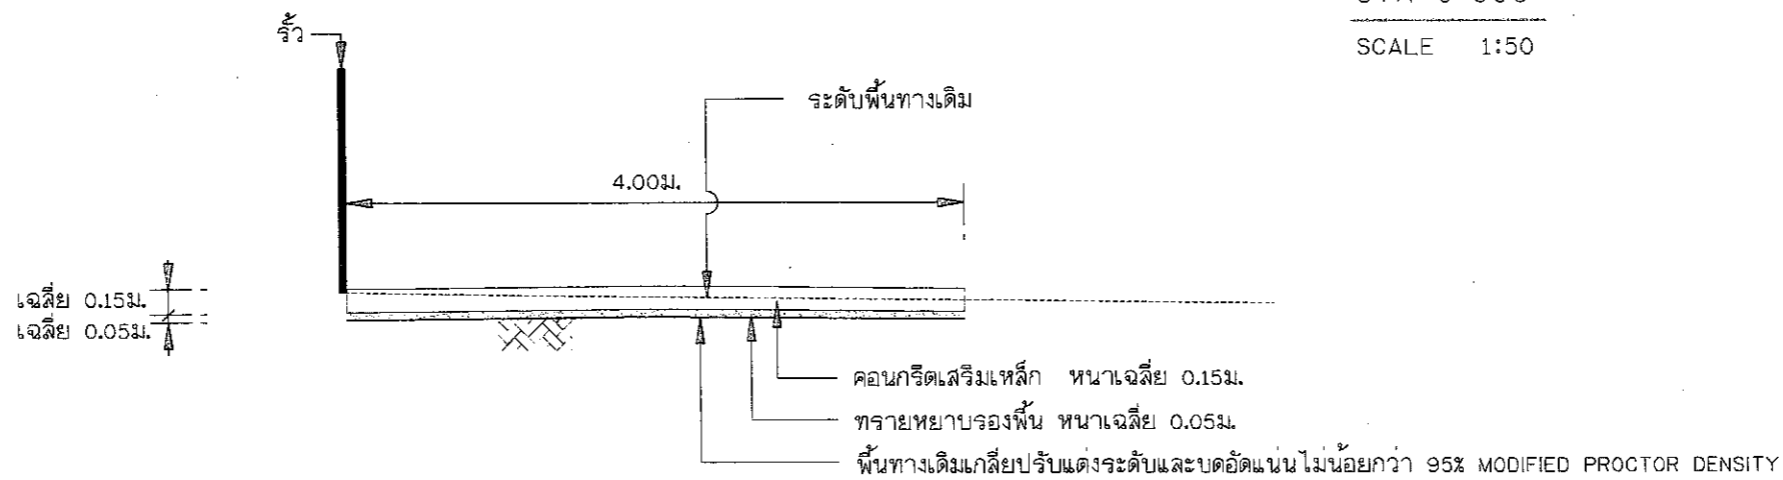 SCALE 1:50
รั้ว
ระดับพื้นทางเดิม
4.00ม.
เฉลี่ย 0.15ม.
เฉลี่ย 0.05ม.
คอนกรีตเสริมเหล็ก หนาเฉลี่ย 0.15ม.
ทรายหยาบรองพื้น หนาเฉลี่ย 0.05ม.
พื้นทางเดิมเกลี่ยปรับแต่งระดับและบดอัดแน่นไม่น้อยกว่า 95% MODIFIED PROCTOR DENSITY